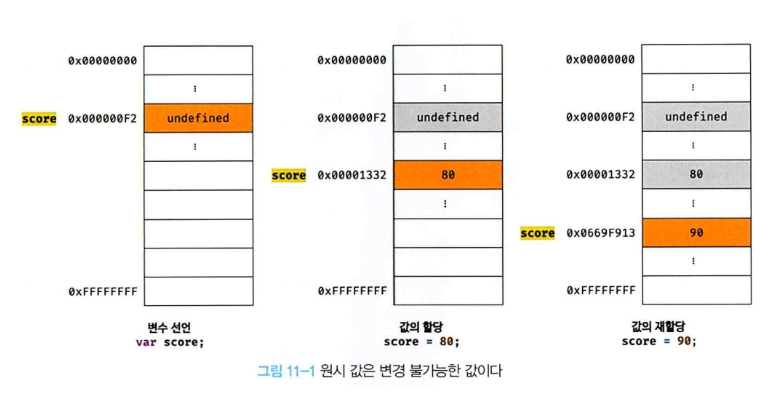 0x00000000
⋮
score 0x000000F2 undefined
⋮
0xFFFFFFFF
변수 선언
var score;
0x00000000
⋮
0x000000F2 undefined
⋮
score 0x00001332 80
⋮
0xFFFFFFFF
값의 할당
score = 80;
0x00000000
⋮
0x000000F2 undefined
⋮
0x00001332 80
⋮
score 0x0669F913 90
⋮
0xFFFFFFFF
값의 재할당
score = 90;
그림 11-1 원시 값은 변경 불가능한 값이다